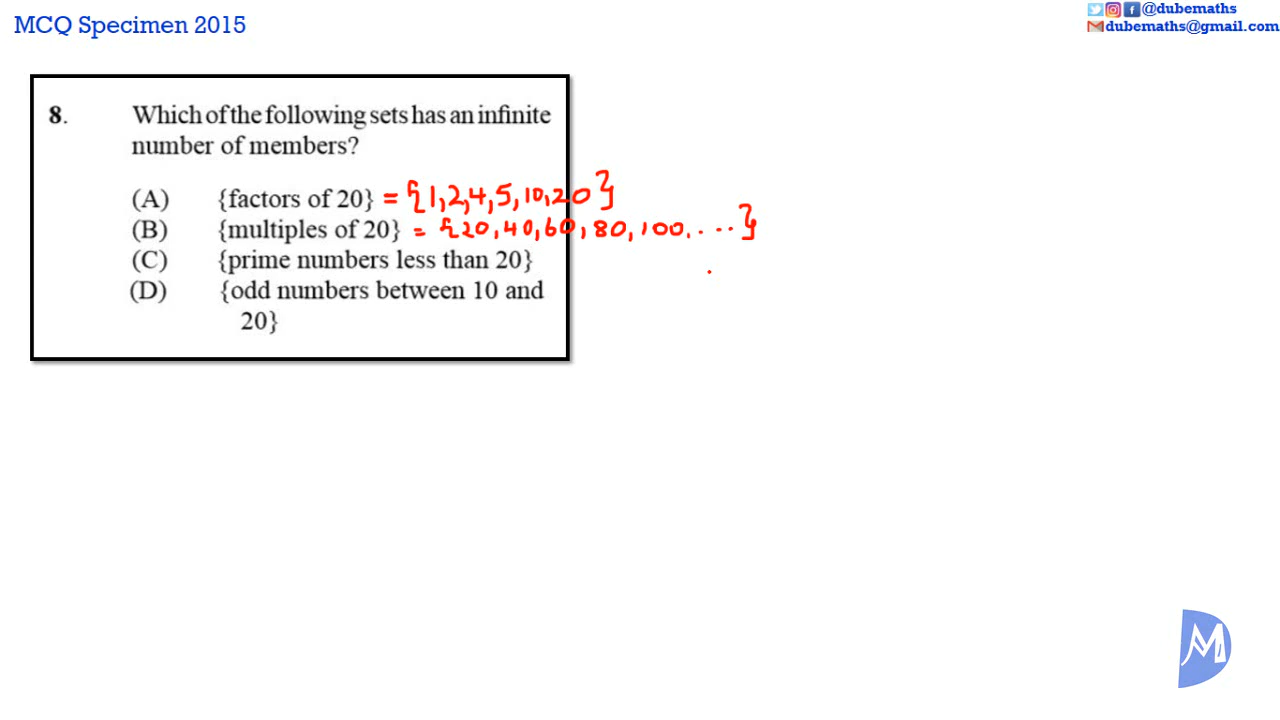 MCQ Specimen 2015
@dubemaths
dubemaths@gmail.com
8. Which of the following sets has an infinite
number of members?
(A) {factors of 20} = {1,2,4,5,10,20}
(B) {multiples of 20} = {20,40,60,80,100,...}
(C) {prime numbers less than 20}
(D) {odd numbers between 10 and
20}
DM